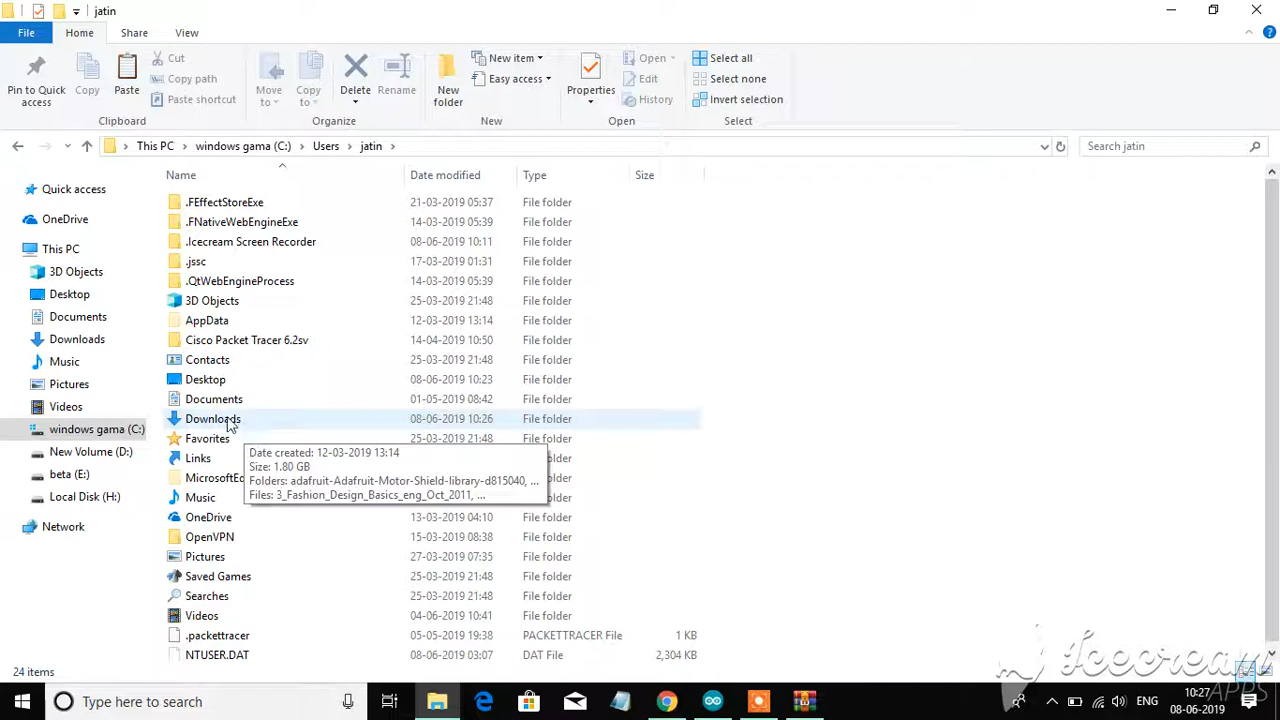 jatin
File Home Share View
Pin to Quick access
Copy
Paste
Cut
Copy path
Paste shortcut
Clipboard
Move to
Copy to
Delete
Rename
Organize
New folder
New item
Easy access
New
Properties
Open
Edit
History
Open
Select all
Select none
Invert selection
Select
This PC > windows gama (C:) > Users > jatin >
Search jatin
Name Date modified Type Size
Quick access
OneDrive
This PC
3D Objects
Desktop
Documents
Downloads
Music
Pictures
Videos
windows gama (C:)
New Volume (D:)
beta (E:)
Local Disk (H:)
Network
.FEffectStoreExe 21-03-2019 05:37 File folder
.FNativeWebEngineExe 14-03-2019 05:39 File folder
.Icecream Screen Recorder 08-06-2019 10:11 File folder
.jssc 17-03-2019 01:31 File folder
.QtWebEngineProcess 14-03-2019 05:39 File folder
3D Objects 25-03-2019 21:48 File folder
AppData 12-03-2019 13:14 File folder
Cisco Packet Tracer 6.2sv 14-04-2019 10:50 File folder
Contacts 25-03-2019 21:48 File folder
Desktop 08-06-2019 10:23 File folder
Documents 01-05-2019 08:42 File folder
Downloads 08-06-2019 10:26 File folder
Favorites 25-03-2019 21:48 File folder
Links
MicrosoftEd
Music
Date created: 12-03-2019 13:14
Size: 1.80 GB
Folders: adafruit-Adafruit-Motor-Shield-library-d815040, ...
Files: 3_Fashion_Design_Basics_eng_Oct_2011, ...
OneDrive 13-03-2019 04:10 File folder
OpenVPN 15-03-2019 08:38 File folder
Pictures 27-03-2019 07:35 File folder
Saved Games 25-03-2019 21:48 File folder
Searches 25-03-2019 21:48 File folder
Videos 04-06-2019 10:41 File folder
.packettracer 05-05-2019 19:38 PACKETTRACER File 1 KB
NTUSER.DAT 08-06-2019 03:07 DAT File 2,304 KB
24 items
Icecream
APPS
Type here to search
ENG
10:27
08-06-2019